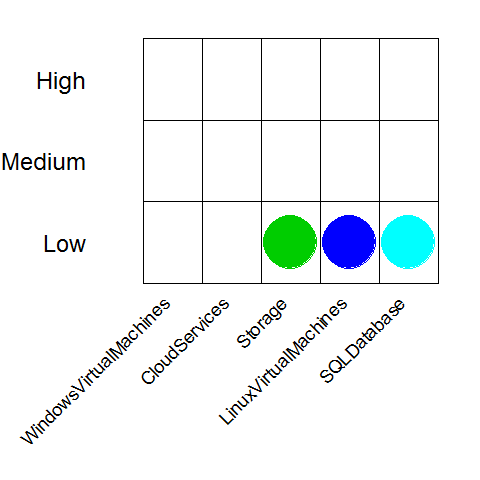 High
Medium
Low
WindowsVirtualMachines
CloudServices
Storage
LinuxVirtualMachines
SQLDatabase